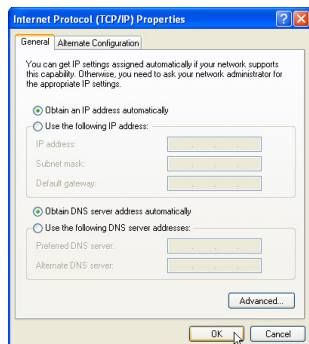 Internet Protocol (TCP/IP) Properties
General
Alternate Configuration
You can get IP settings assigned automatically if your network supports
this capability. Otherwise, you need to ask your network administrator for
the appropriate IP settings.
Obtain an IP address automatically
Use the following IP address:
IP address:
Subnet mask:
Default gateway:
Obtain DNS server address automatically
Use the following DNS server addresses:
Preferred DNS server:
Alternate DNS server:
Advanced...
OK
Cancel